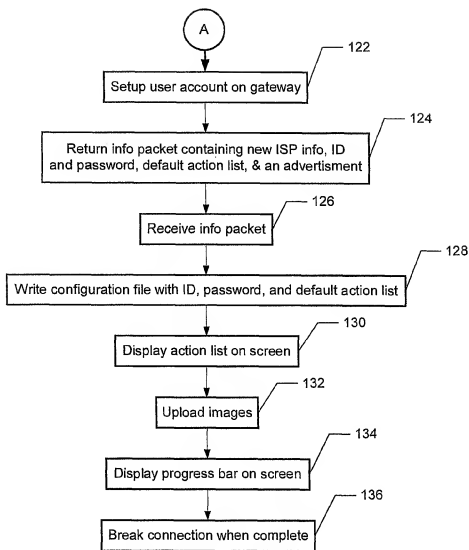 A
122
Setup user account on gateway
124
Return info packet containing new ISP info, ID
and password, default action list, & an advertisment
126
Receive info packet
128
Write configuration file with ID, password, and default action list
130
Display action list on screen
132
Upload images
134
Display progress bar on screen
136
Break connection when complete